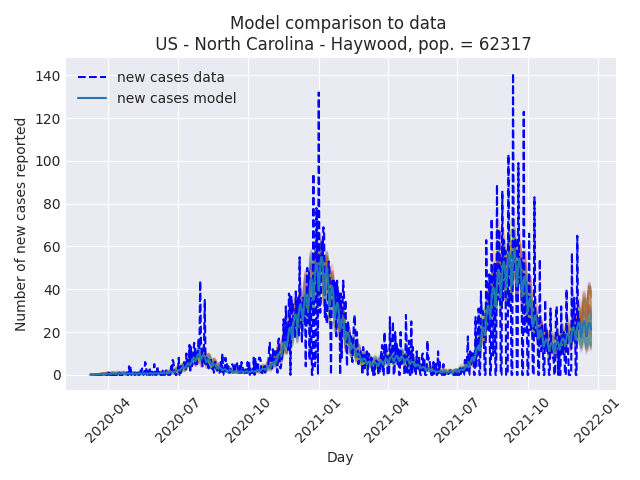 Model comparison to data
US - North Carolina - Haywood, pop. = 62317
new cases data
new cases model
Number of new cases reported
140
120
100
80
60
40
20
0
2020-04
2020-07
2020-10
2021-01
2021-04
2021-07
2021-10
2022-01
Day